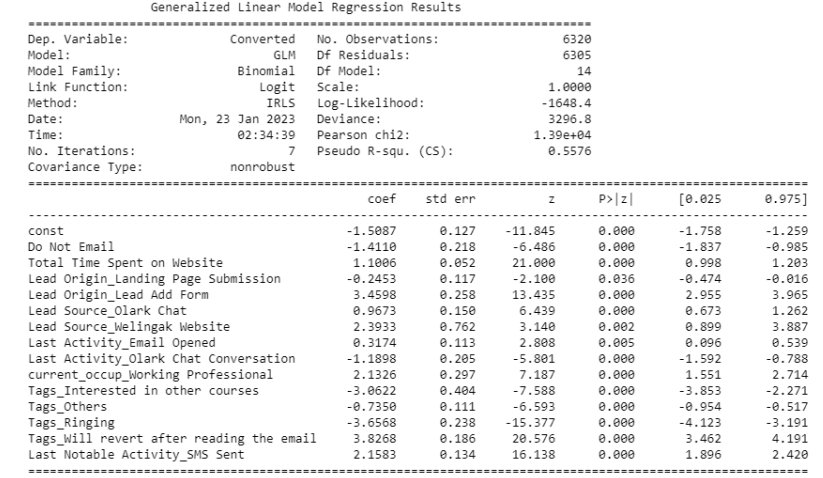 Generalized Linear Model Regression Results
==============================================================================
Dep. Variable: Converted No. Observations: 6320
Model: GLM Df Residuals: 6305
Model Family: Binomial Df Model: 14
Link Function: Logit Scale: 1.0000
Method: IRLS Log-Likelihood: -1648.4
Date: Mon, 23 Jan 2023 Deviance: 3296.8
Time: 02:34:39 Pearson chi2: 1.39e+04
No. Iterations: 7 Pseudo R-squ. (CS): 0.5576
Covariance Type: nonrobust
==============================================================================
coef std err z P>|z| [0.025 0.975]
------------------------------------------------------------------------------
const -1.5087 0.127 -11.845 0.000 -1.758 -1.259
Do Not Email -1.4110 0.218 -6.486 0.000 -1.837 -0.985
Total Time Spent on Website 1.1006 0.052 21.000 0.000 0.998 1.203
Lead Origin_Landing Page Submission -0.2453 0.117 -2.100 0.036 -0.474 -0.016
Lead Origin_Lead Add Form 3.4598 0.258 13.435 0.000 2.955 3.965
Lead Source_Olark Chat 0.9673 0.150 6.439 0.000 0.673 1.262
Lead Source_Welingak Website 2.3933 0.762 3.140 0.002 0.899 3.887
Last Activity_Email Opened 0.3174 0.113 2.808 0.005 0.096 0.539
Last Activity_Olark Chat Conversation -1.1898 0.205 -5.801 0.000 -1.592 -0.788
current_occup_Working Professional 2.1326 0.297 7.187 0.000 1.551 2.714
Tags_Interested in other courses -3.0622 0.404 -7.588 0.000 -3.853 -2.271
Tags_Others -0.7350 0.111 -6.593 0.000 -0.954 -0.517
Tags_Ringing -3.6568 0.238 -15.377 0.000 -4.123 -3.191
Tags_Will revert after reading the email 3.8268 0.186 20.576 0.000 3.462 4.191
Last Notable Activity_SMS Sent 2.1583 0.134 16.138 0.000 1.896 2.420
==============================================================================